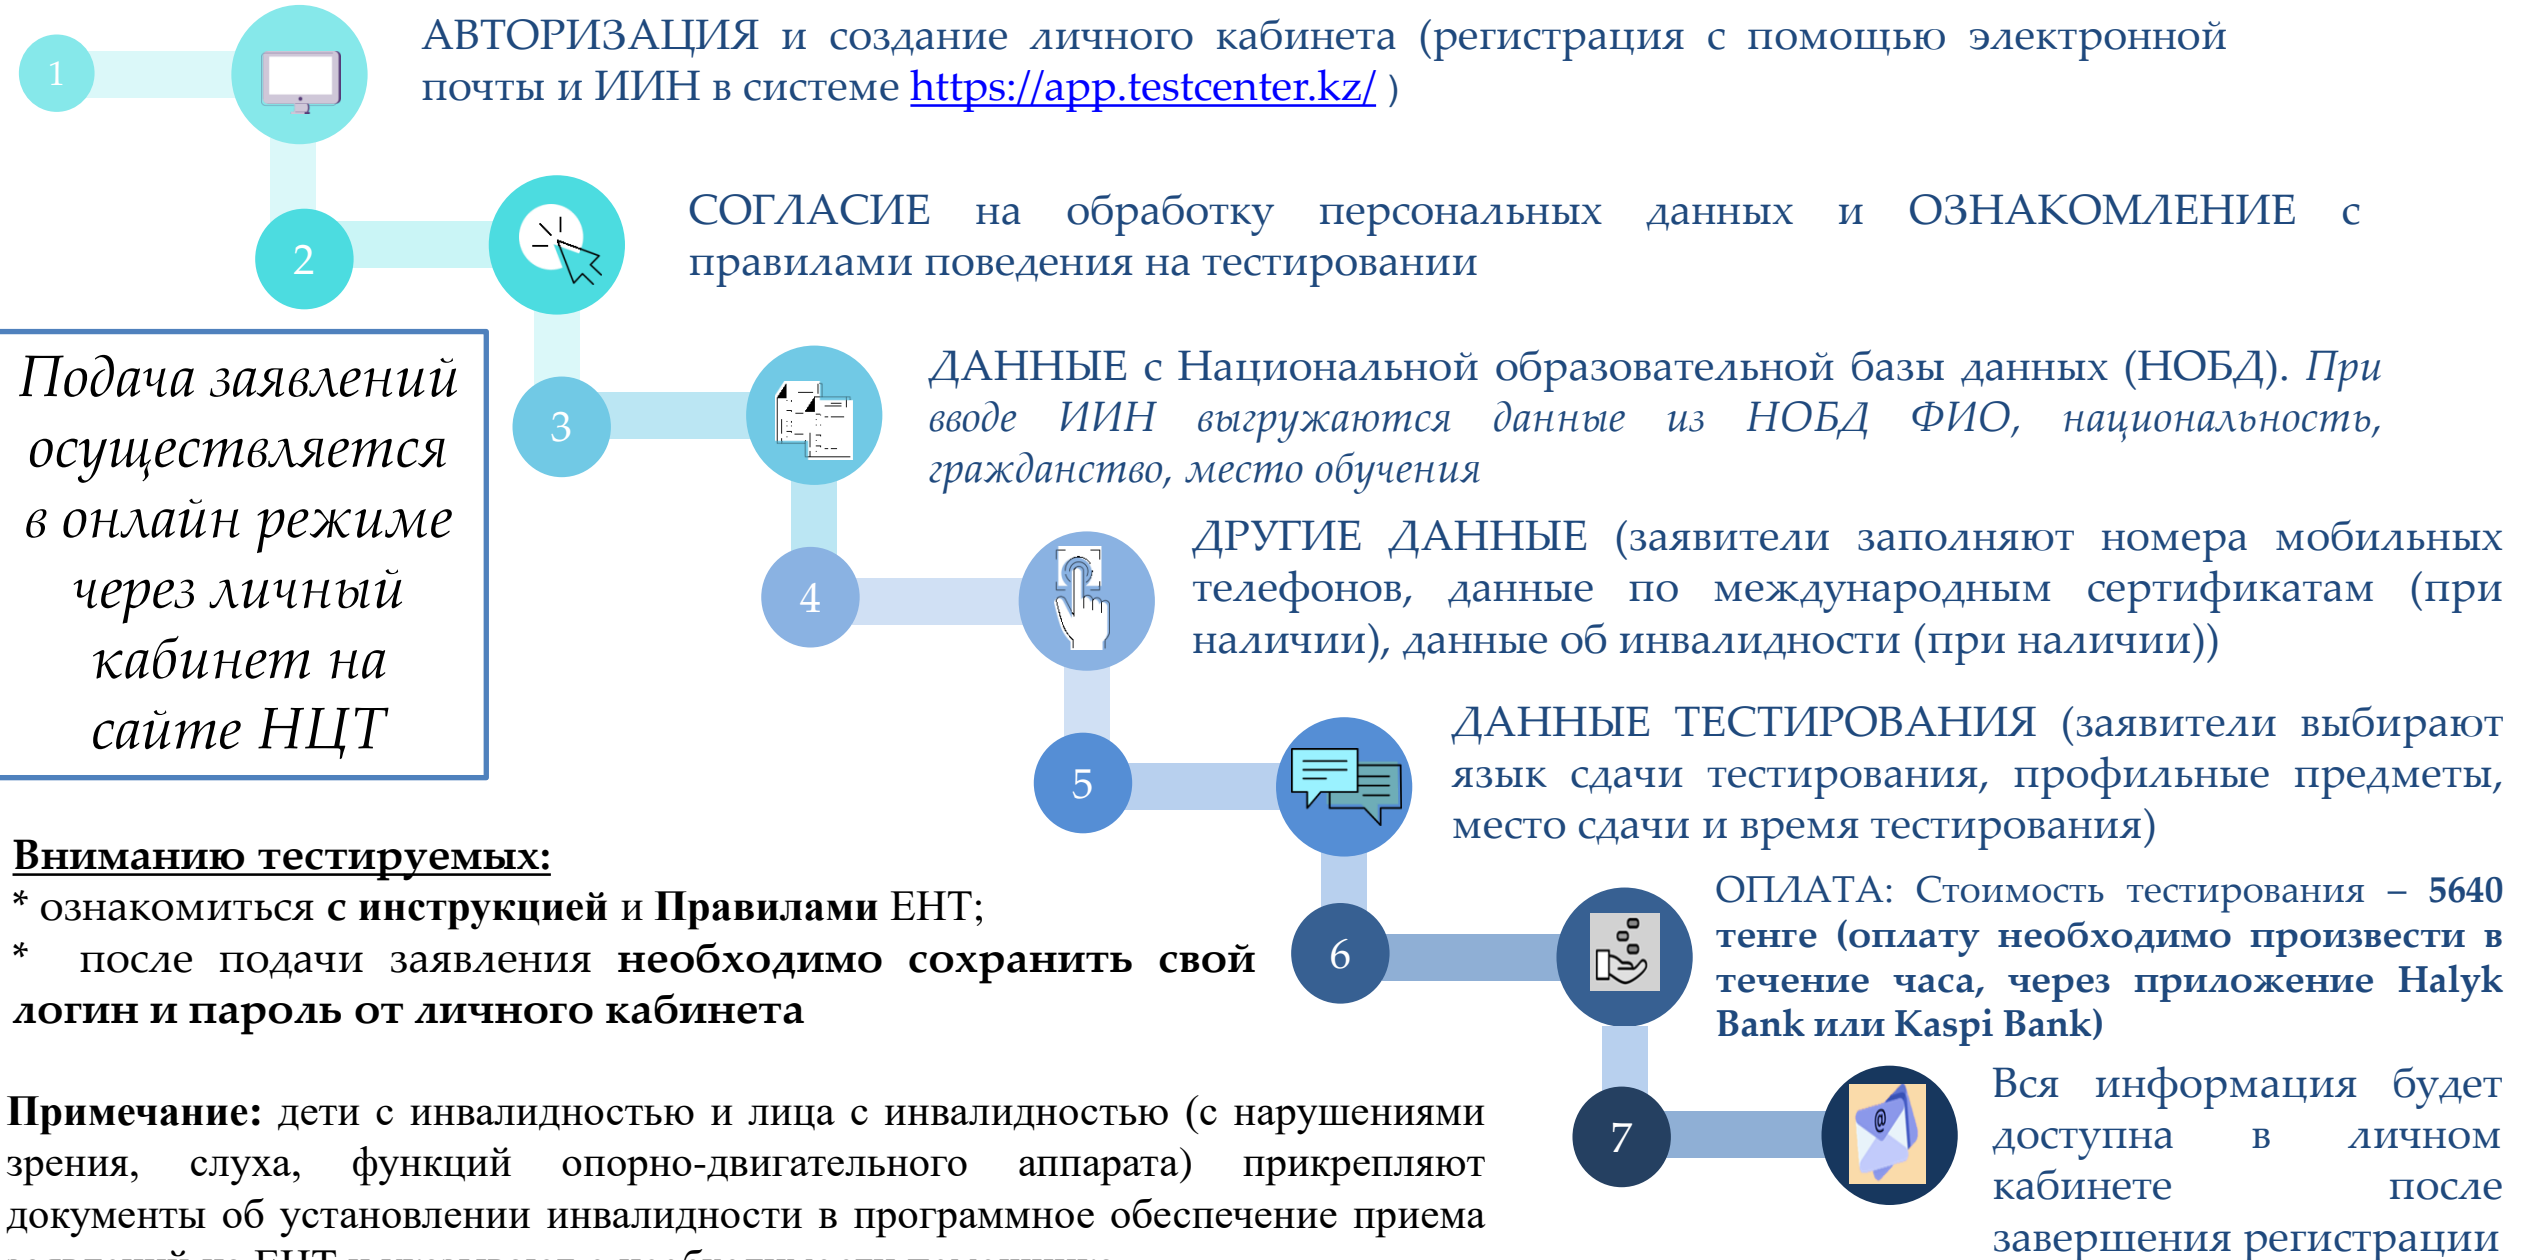 1
АВТОРИЗАЦИЯ и создание личного кабинета (регистрация с помощью электронной
почты и ИИН в системе https://app.testcenter.kz/ )
2
СОГЛАСИЕ на обработку персональных данных и ОЗНАКОМЛЕНИЕ с
правилами поведения на тестировании
Подача заявлений
осуществляется
в онлайн режиме
через личный
кабинет на
сайте НЦТ
3
ДАННЫЕ с Национальной образовательной базы данных (НОБД). При
вводе ИИН выгружаются данные из НОБД ФИО, национальность,
гражданство, место обучения
4
ДРУГИЕ ДАННЫЕ (заявители заполняют номера мобильных
телефонов, данные по международным сертификатам (при
наличии), данные об инвалидности (при наличии))
5
ДАННЫЕ ТЕСТИРОВАНИЯ (заявители выбирают
язык сдачи тестирования, профильные предметы,
место сдачи и время тестирования)
Вниманию тестируемых:
* ознакомиться с инструкцией и Правилами ЕНТ;
* после подачи заявления необходимо сохранить свой
логин и пароль от личного кабинета
6
ОПЛАТА: Стоимость тестирования – 5640
тенге (оплату необходимо произвести в
течение часа, через приложение Halyk
Bank или Kaspi Bank)
7
@
Вся информация будет
доступна в личном
кабинете после
завершения регистрации
Примечание: дети с инвалидностью и лица с инвалидностью (с нарушениями
зрения, слуха, функций опорно-двигательного аппарата) прикрепляют
документы об установлении инвалидности в программное обеспечение приема